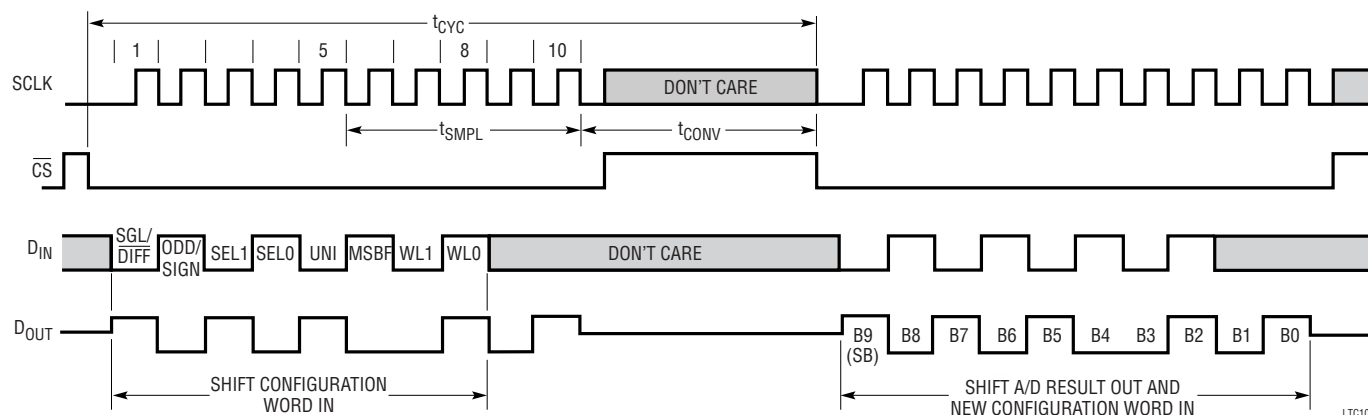 tCYC
1 5 8 10
SCLK DON'T CARE
tSMPL tCONV
CS
DIN SGL/ DIFF ODD/ SIGN SEL1 SEL0 UNI MSBF WL1 WL0 DON'T CARE
DOUT B9 (SB) B8 B7 B6 B5 B4 B3 B2 B1 B0
SHIFT CONFIGURATION
WORD IN
SHIFT A/D RESULT OUT AND
NEW CONFIGURATION WORD IN